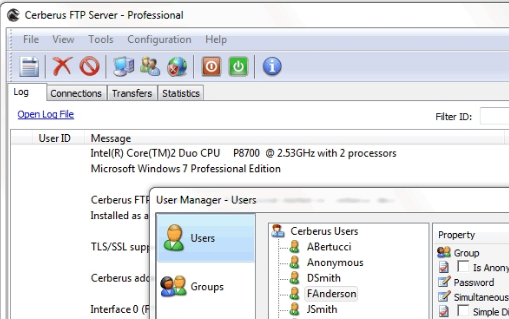 Cerberus FTP Server - Professional
File View Tools Configuration Help
Log Connections Transfers Statistics
Open Log File
Filter ID:
User ID Message
Intel(R) Core(TM)2 Duo CPU P8700 @ 2.53GHz with 2 processors
Microsoft Windows 7 Professional Edition
Cerberus FTP
Installed as a
TLS/SSL supp
Cerberus addr
Interface 0 (F
User Manager - Users
Users
Groups
Cerberus Users
ABertucci
Anonymous
DSmith
FAnderson
JSmith
Property
Group
Is Anony
Password
Simultaneous
Simple Di